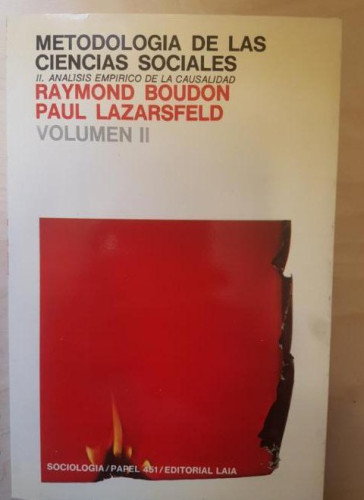 METODOLOGIA DE LAS
CIENCIAS SOCIALES
II. ANALISIS EMPIRICO DE LA CAUSALIDAD
RAYMOND BOUDON
PAUL LAZARSFELD
VOLUMEN II
SOCIOLOGIA/PAPEL 451/EDITORIAL LAIA